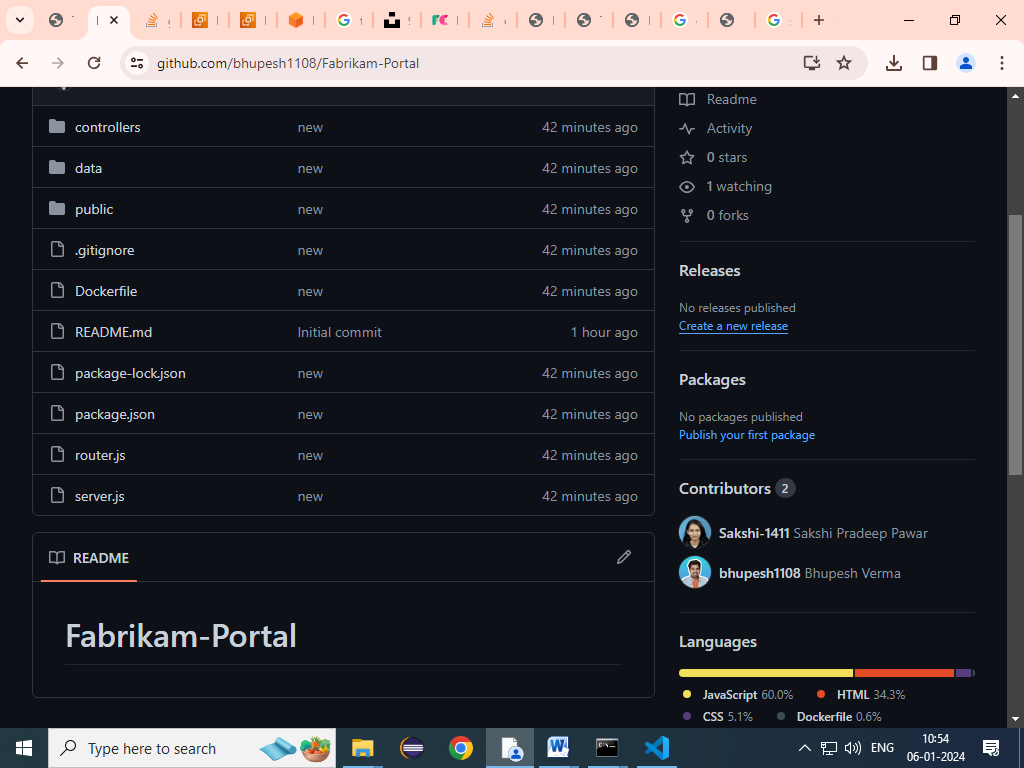 github.com/bhupesh1108/Fabrikam-Portal
controllers new 42 minutes ago
data new 42 minutes ago
public new 42 minutes ago
.gitignore new 42 minutes ago
Dockerfile new 42 minutes ago
README.md Initial commit 1 hour ago
package-lock.json new 42 minutes ago
package.json new 42 minutes ago
router.js new 42 minutes ago
server.js new 42 minutes ago
README
Fabrikam-Portal
Readme
Activity
0 stars
1 watching
0 forks
Releases
No releases published
Create a new release
Packages
No packages published
Publish your first package
Contributors 2
Sakshi-1411 Sakshi Pradeep Pawar
bhupesh1108 Bhupesh Verma
Languages
JavaScript 60.0% HTML 34.3%
CSS 5.1% Dockerfile 0.6%
Type here to search
ENG
10:54
06-01-2024